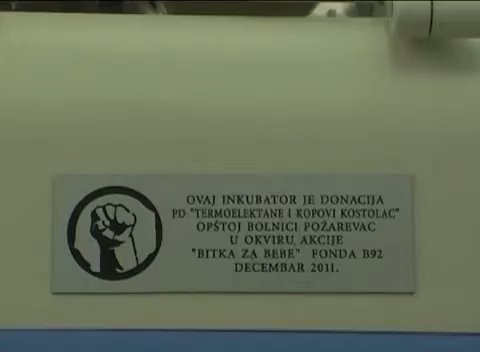 OVAJ INKUBATOR JE DONACIJA
PD "TERMOELEKTANE I KOPOVI KOSTOLAC"
OPŠTOJ BOLNICI POŽAREVAC
U OKVIRU AKCIJE
"BITKA ZA BEBE" FONDA B92
DECEMBAR 2011.